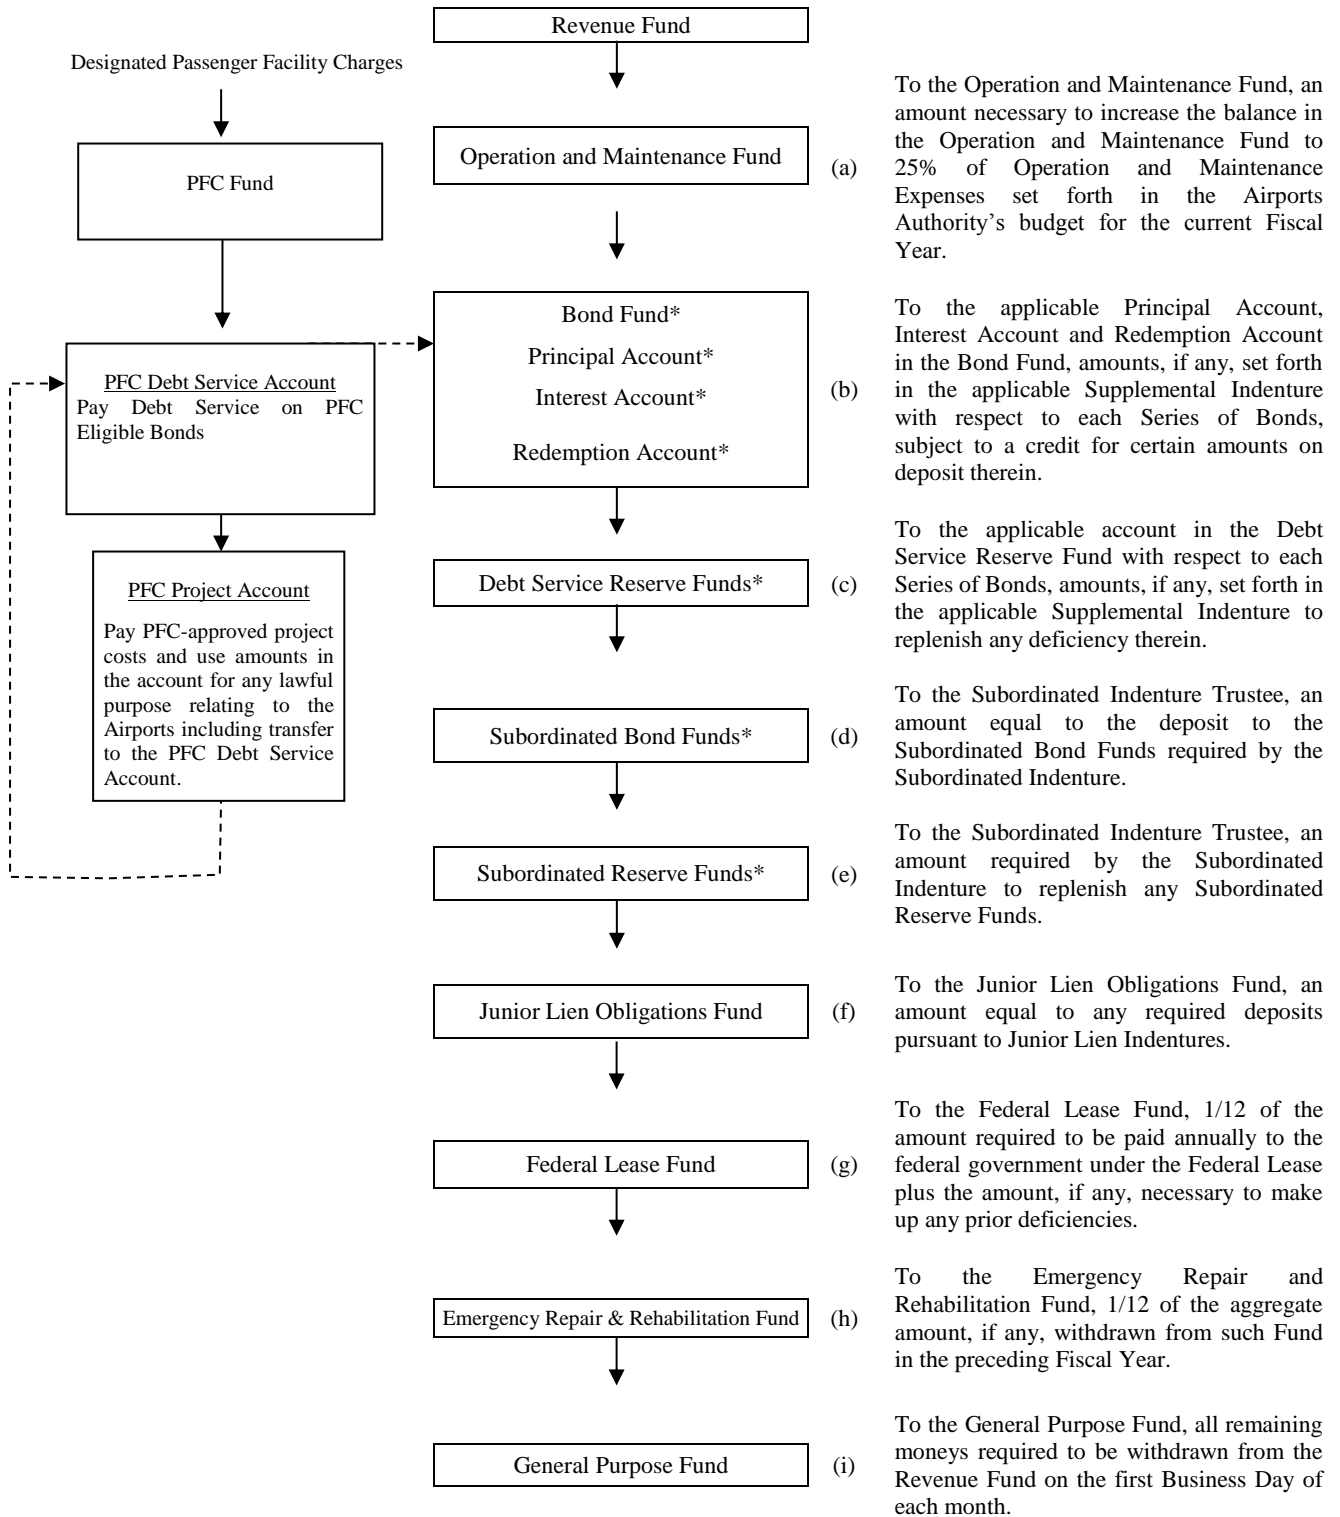 Revenue Fund
Designated Passenger Facility Charges
PFC Fund
PFC Debt Service Account
Pay Debt Service on PFC
Eligible Bonds
PFC Project Account
Pay PFC-approved project
costs and use amounts in
the account for any lawful
purpose relating to the
Airports including transfer
to the PFC Debt Service
Account.
Operation and Maintenance Fund
(a)
To the Operation and Maintenance Fund, an
amount necessary to increase the balance in
the Operation and Maintenance Fund to
25% of Operation and Maintenance
Expenses set forth in the Airports
Authority’s budget for the current Fiscal
Year.
Bond Fund*
Principal Account*
Interest Account*
Redemption Account*
(b)
To the applicable Principal Account,
Interest Account and Redemption Account
in the Bond Fund, amounts, if any, set forth
in the applicable Supplemental Indenture
with respect to each Series of Bonds,
subject to a credit for certain amounts on
deposit therein.
Debt Service Reserve Funds*
(c)
To the applicable account in the Debt
Service Reserve Fund with respect to each
Series of Bonds, amounts, if any, set forth in
the applicable Supplemental Indenture to
replenish any deficiency therein.
Subordinated Bond Funds*
(d)
To the Subordinated Indenture Trustee, an
amount equal to the deposit to the
Subordinated Bond Funds required by the
Subordinated Indenture.
Subordinated Reserve Funds*
(e)
To the Subordinated Indenture Trustee, an
amount required by the Subordinated
Indenture to replenish any Subordinated
Reserve Funds.
Junior Lien Obligations Fund
(f)
To the Junior Lien Obligations Fund, an
amount equal to any required deposits
pursuant to Junior Lien Indentures.
Federal Lease Fund
(g)
To the Federal Lease Fund, 1/12 of the
amount required to be paid annually to the
federal government under the Federal Lease
plus the amount, if any, necessary to make
up any prior deficiencies.
Emergency Repair & Rehabilitation Fund
(h)
To the Emergency Repair and
Rehabilitation Fund, 1/12 of the aggregate
amount, if any, withdrawn from such Fund
in the preceding Fiscal Year.
General Purpose Fund
(i)
To the General Purpose Fund, all remaining
moneys required to be withdrawn from the
Revenue Fund on the first Business Day of
each month.